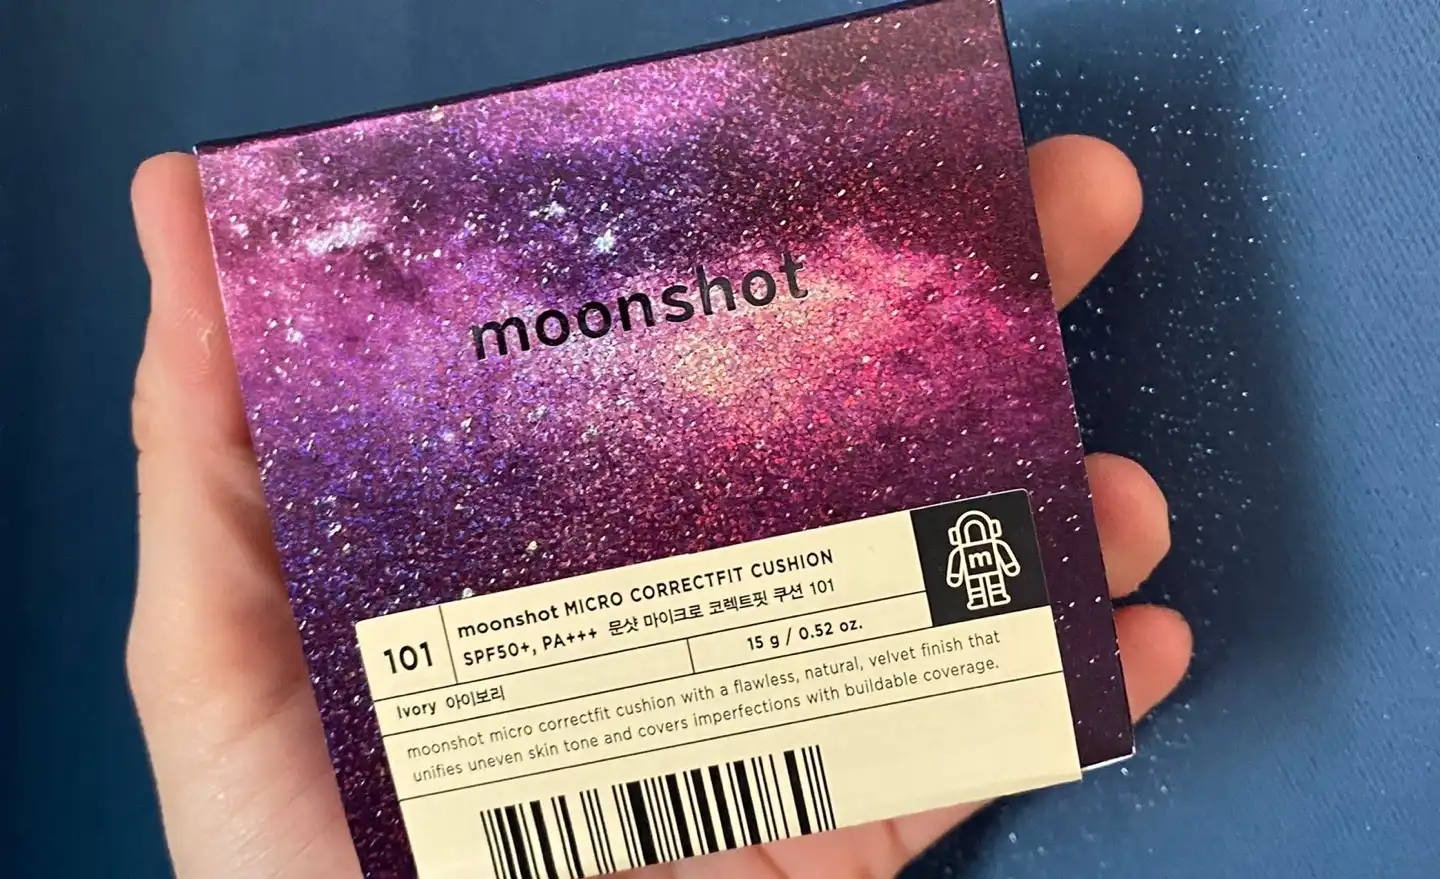 moonshot
101
moonshot MICRO CORRECTFIT CUSHION
SPF50+, PA+++ 문샷 마이크로 코렉트핏 쿠션 101
Ivory 아이보리
15 g / 0.52 oz.
moonshot micro correctfit cushion with a flawless, natural, velvet finish that
unifies uneven skin tone and covers imperfections with buildable coverage.
m